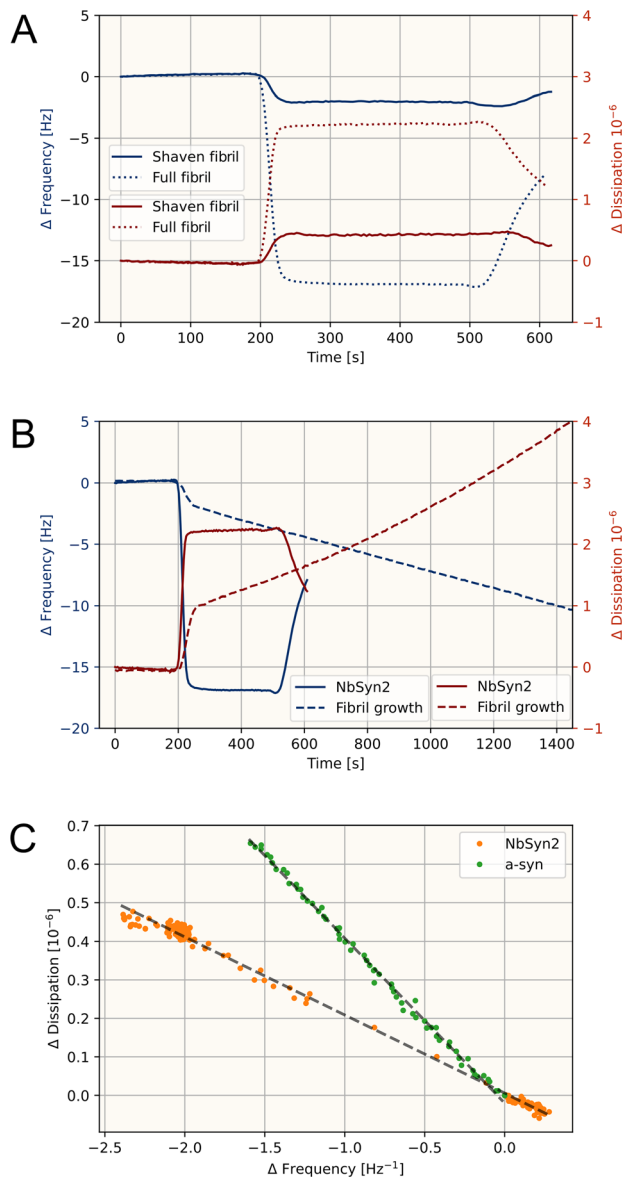 A
5
0
−5
−10
−15
−20
Δ Frequency [Hz]
Shaven fibril
Full fibril
Shaven fibril
Full fibril
4
3
2
1
0
−1
Δ Dissipation 10⁻⁶
0 100 200 300 400 500 600
Time [s]
B
5
0
−5
−10
−15
−20
Δ Frequency [Hz]
NbSyn2
Fibril growth
NbSyn2
Fibril growth
4
3
2
1
0
−1
Δ Dissipation 10⁻⁶
0 200 400 600 800 1000 1200 1400
Time [s]
C
0.7
0.6
0.5
0.4
0.3
0.2
0.1
0.0
Δ Dissipation [10⁻⁶]
NbSyn2
a-syn
−2.5 −2.0 −1.5 −1.0 −0.5 0.0
Δ Frequency [Hz⁻¹]